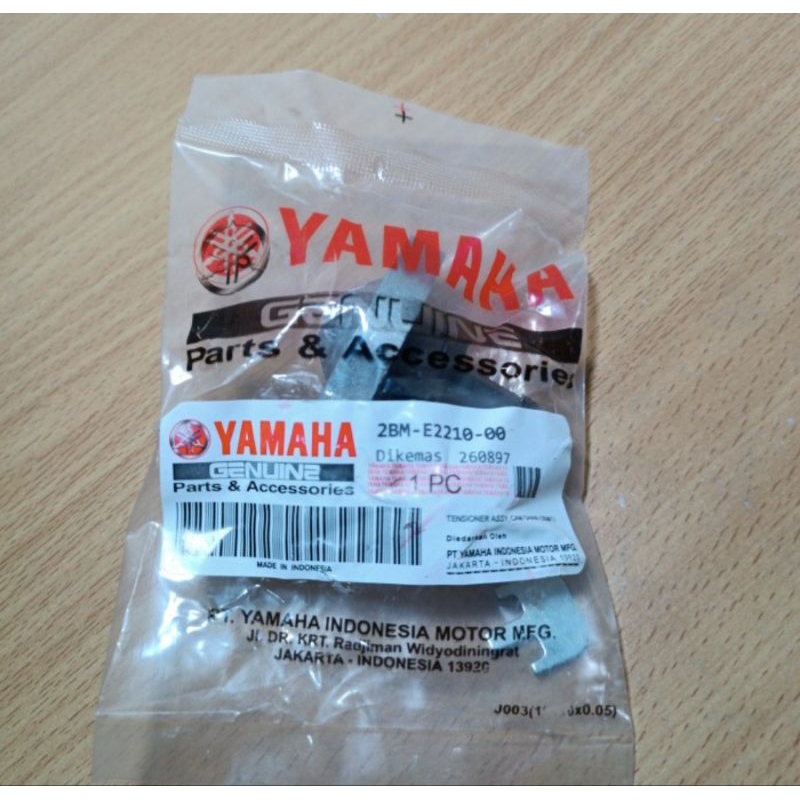 YAMAHA
GENUINE
Parts & Accessories
YAMAHA
GENUINE
Parts & Accessories
MADE IN INDONESIA
2BM-E2210-00
Dikemas 260897
1 PC
TENSIONER ASSY,
Diedarkan Oleh
PT YAMAHA INDONESIA MOTOR MFG.
JAKARTA - INDONESIA 13920
PT. YAMAHA INDONESIA MOTOR MFG.
Jl. DR. KRT. Radjiman Widyodiningrat
JAKARTA - INDONESIA 13920